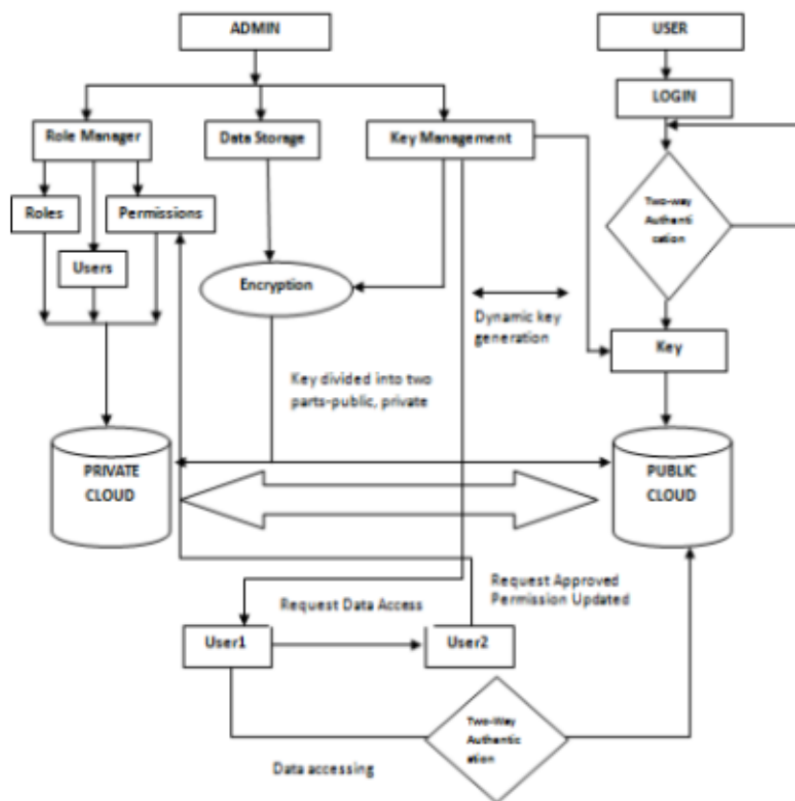 ADMIN
USER
LOGIN
Role Manager
Data Storage
Key Management
Two-way
Authenti
cation
Roles
Permissions
Users
Encryption
Dynamic key
generation
Key
Key divided into two
parts-public, private
PRIVATE
CLOUD
PUBLIC
CLOUD
Request Approved
Permission Updated
Request Data Access
User1
User2
Two-Way
Authentic
ation
Data accessing